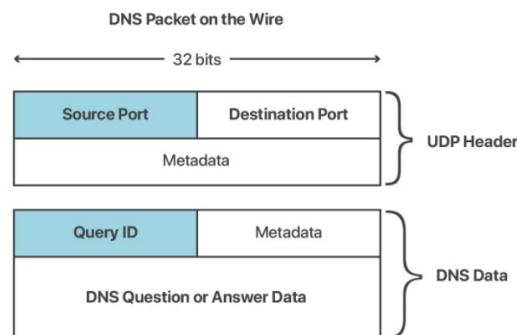 DNS Packet on the Wire
32 bits
Source Port
Destination Port
Metadata
UDP Header
Query ID
Metadata
DNS Question or Answer Data
DNS Data